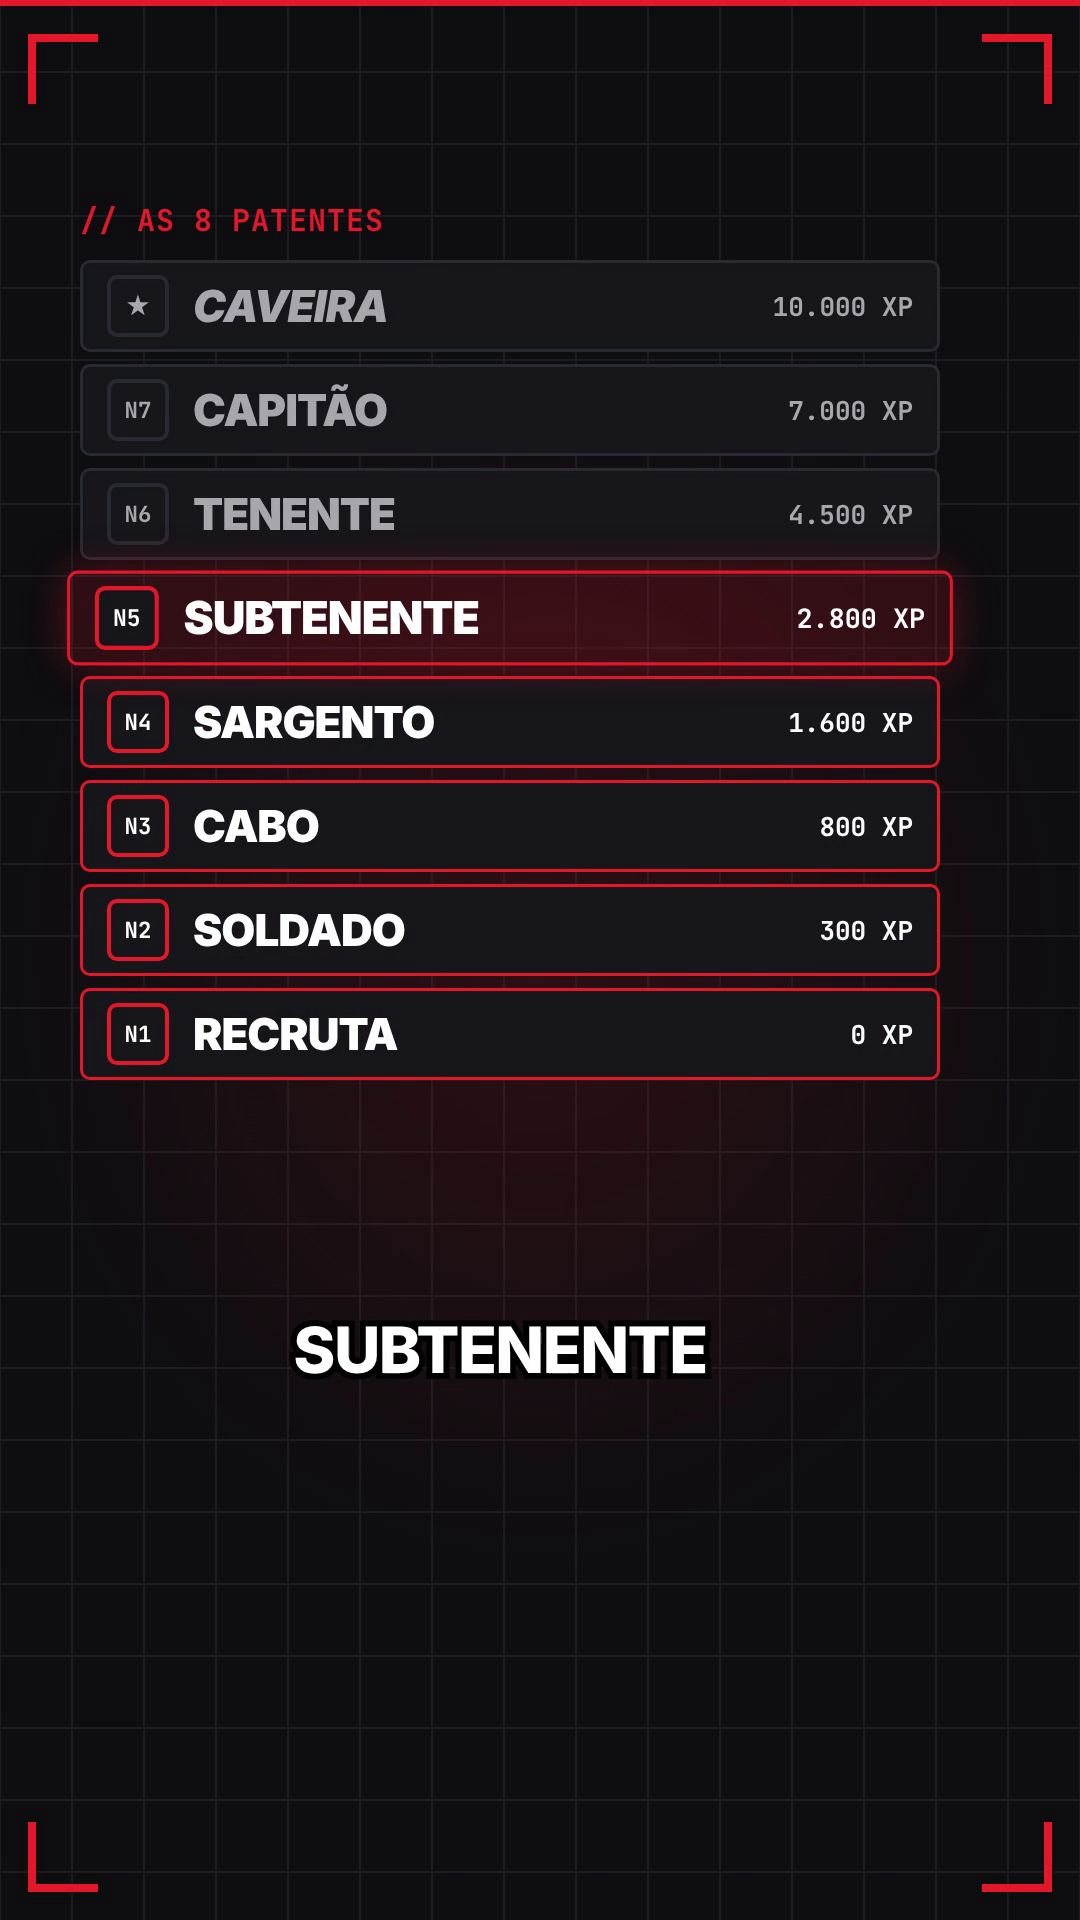 // AS 8 PATENTES
★ CAVEIRA 10.000 XP
N7 CAPITÃO 7.000 XP
N6 TENENTE 4.500 XP
N5 SUBTENENTE 2.800 XP
N4 SARGENTO 1.600 XP
N3 CABO 800 XP
N2 SOLDADO 300 XP
N1 RECRUTA 0 XP
SUBTENENTE